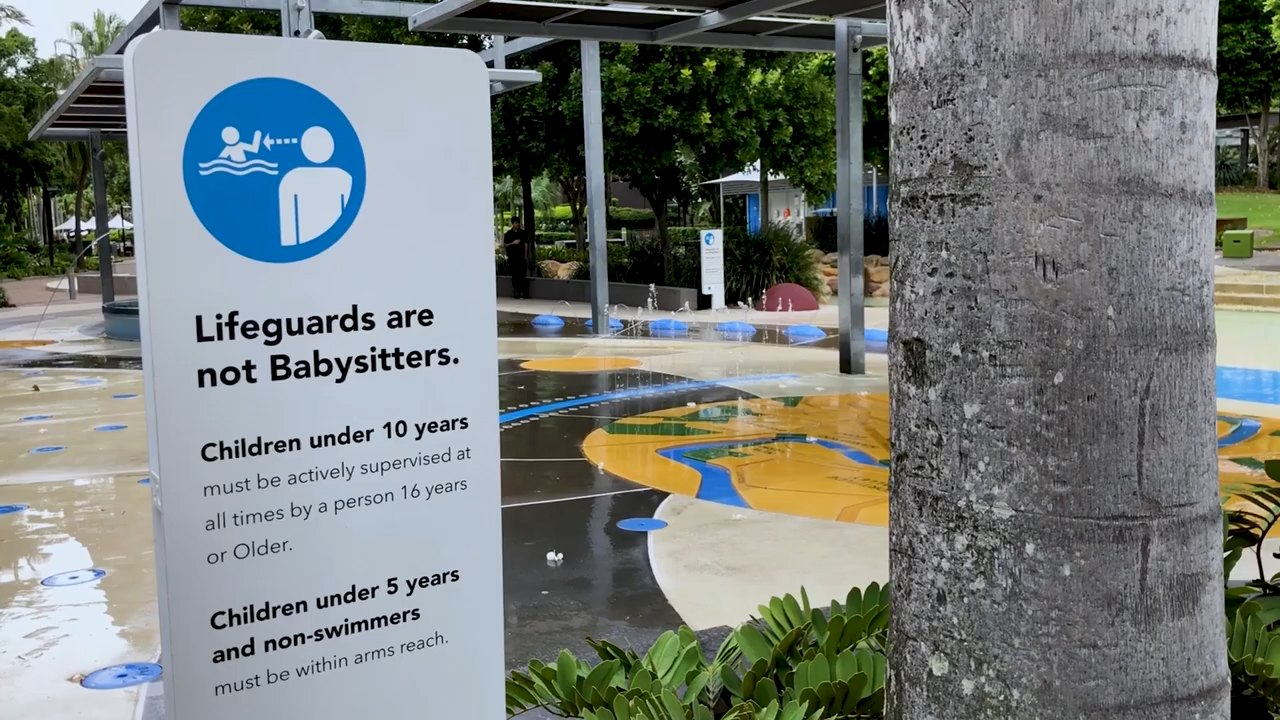 Lifeguards are
not Babysitters.
Children under 10 years
must be actively supervised at
all times by a person 16 years
or Older.
Children under 5 years
and non-swimmers
must be within arms reach.